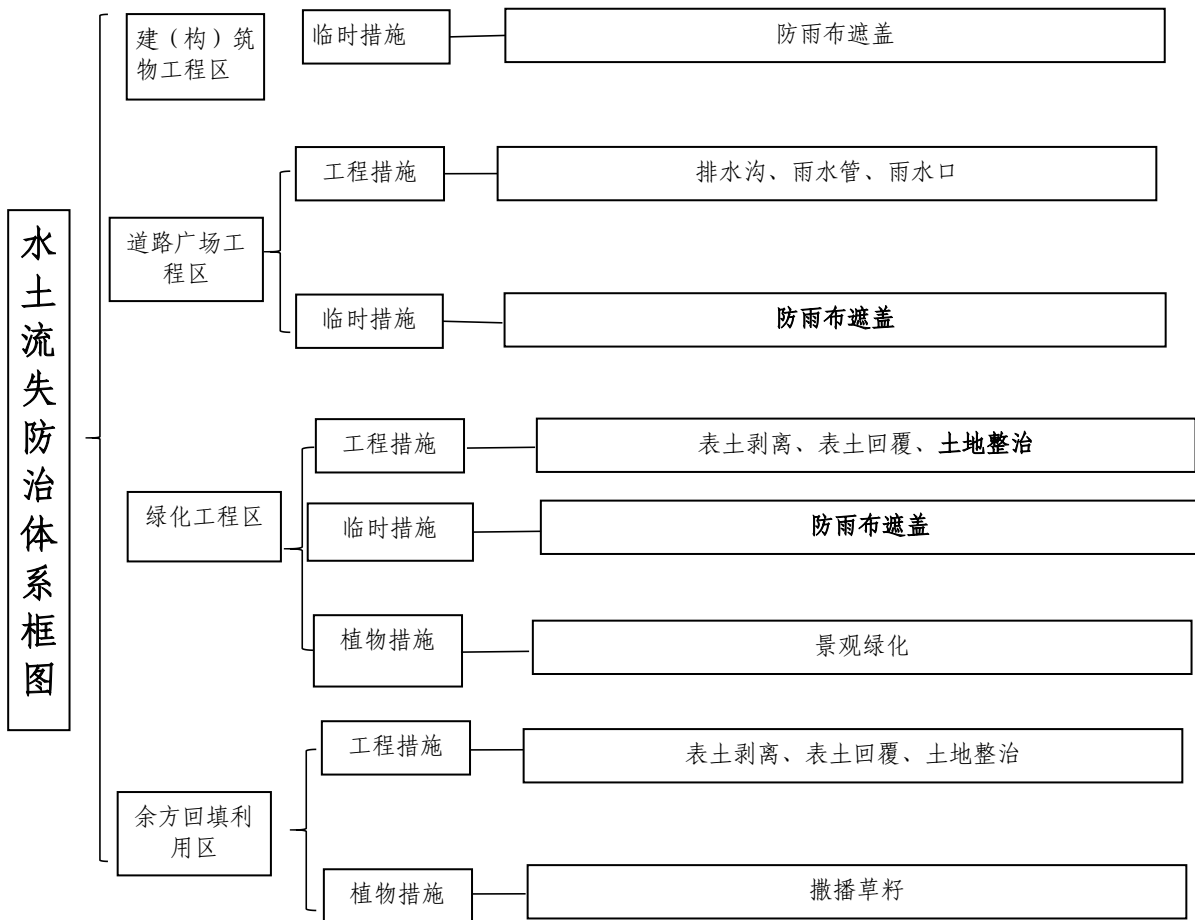 水土流失防治体系框图
建（构）筑
物工程区
临时措施
防雨布遮盖
道路广场工
程区
工程措施
排水沟、雨水管、雨水口
临时措施
防雨布遮盖
绿化工程区
工程措施
表土剥离、表土回覆、土地整治
临时措施
防雨布遮盖
植物措施
景观绿化
余方回填利
用区
工程措施
表土剥离、表土回覆、土地整治
植物措施
撒播草籽